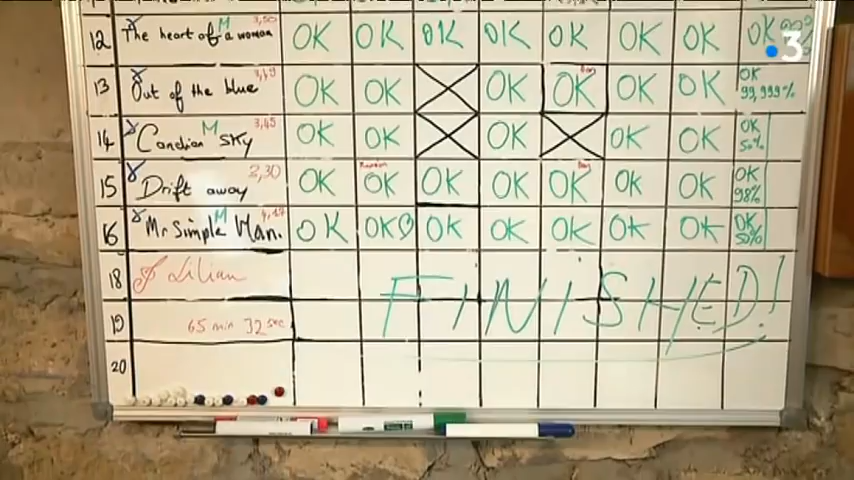 12 The heart of a woman M 3,50 OK OK OK OK OK OK OK OK
3
13 Out of the blue 3,49 OK OK OK OK OK OK OK 99,999%
14 Candian sky M 3,45 OK OK OK OK OK OK 50%
15 Drift away 2,30 OK OK OK OK OK OK OK OK 98%
16 Mr Simple Man. M 4,17 OK OK OK OK OK OK OK OK 50%
18 Lilian
FINISHED!
19 65 min 32 sec
20